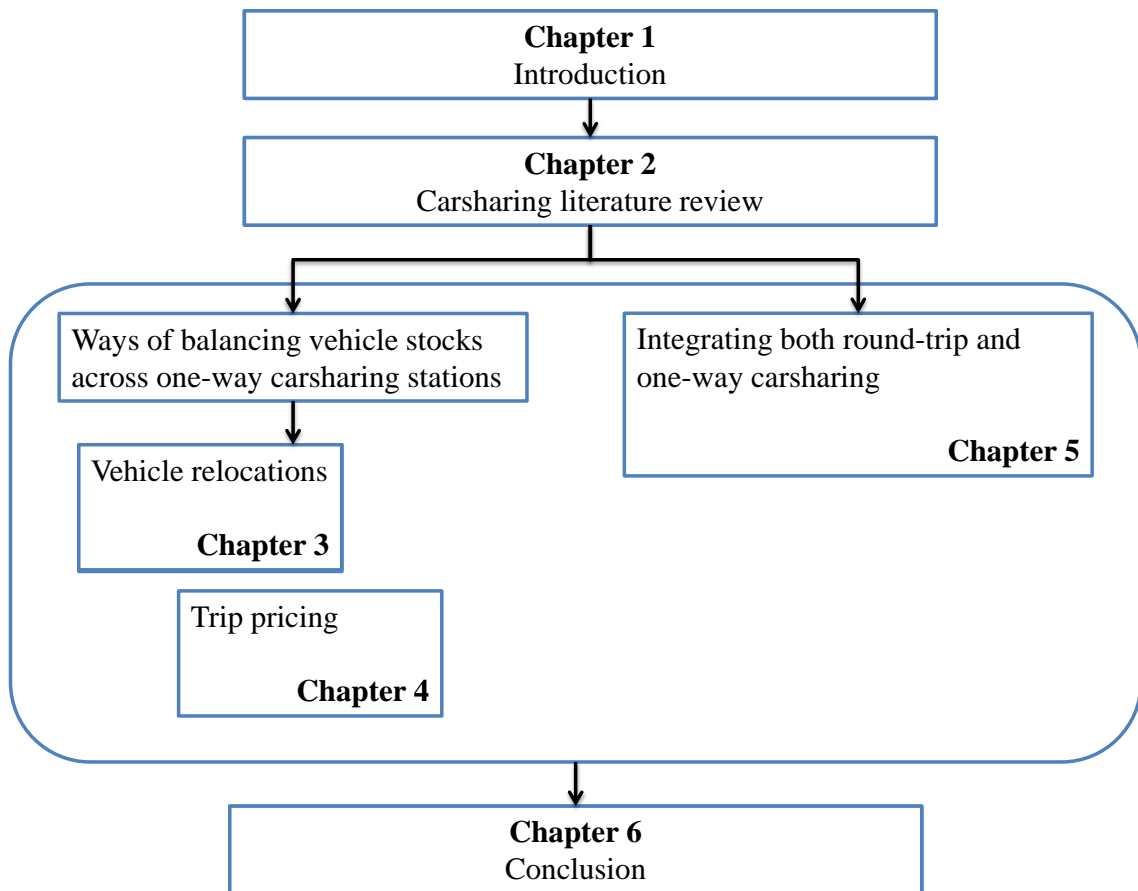 Chapter 1
Introduction
Chapter 2
Carsharing literature review
Ways of balancing vehicle stocks
across one-way carsharing stations
Integrating both round-trip and
one-way carsharing
Chapter 5
Vehicle relocations
Chapter 3
Trip pricing
Chapter 4
Chapter 6
Conclusion